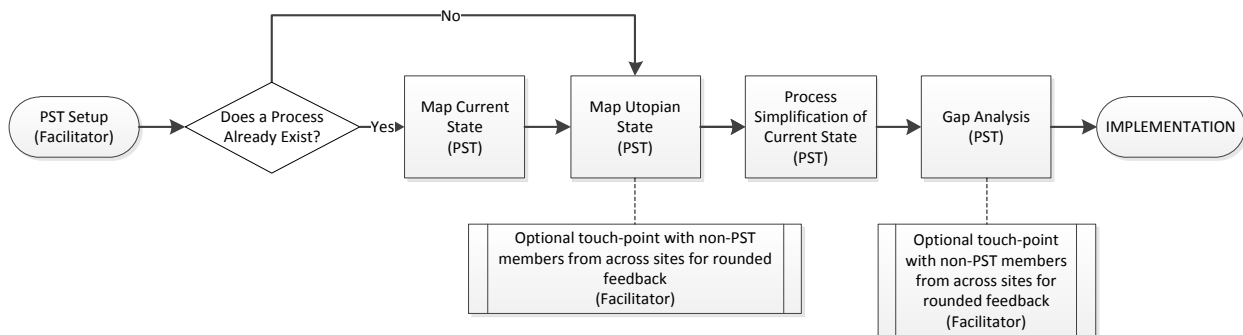 No
PST Setup
(Facilitator)
Does a Process
Already Exist?
Yes
Map Current
State
(PST)
Map Utopian
State
(PST)
Process
Simplification of
Current State
(PST)
Gap Analysis
(PST)
IMPLEMENTATION
Optional touch-point with non-PST
members from across sites for rounded
feedback
(Facilitator)
Optional touch-point
with non-PST members
from across sites for
rounded feedback
(Facilitator)